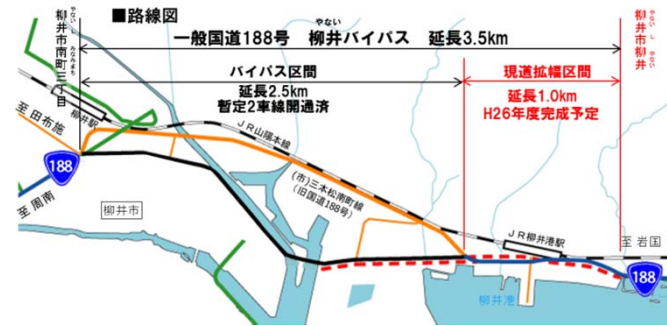 ■路線図
一般国道188号 柳井バイパス 延長3.5km
やない
柳井市南町三丁目
やないしみなみまち
柳井市柳井
やないしやない
バイパス区間
延長2.5km
暫定2車線開通済
現道拡幅区間
延長1.0km
H26年度完成予定
柳井駅
至田布施
188
至周南
柳井市
JR山陽本線
(市)三本松南町線
(旧国道188号)
JR柳井港駅
至岩国
188
柳井港